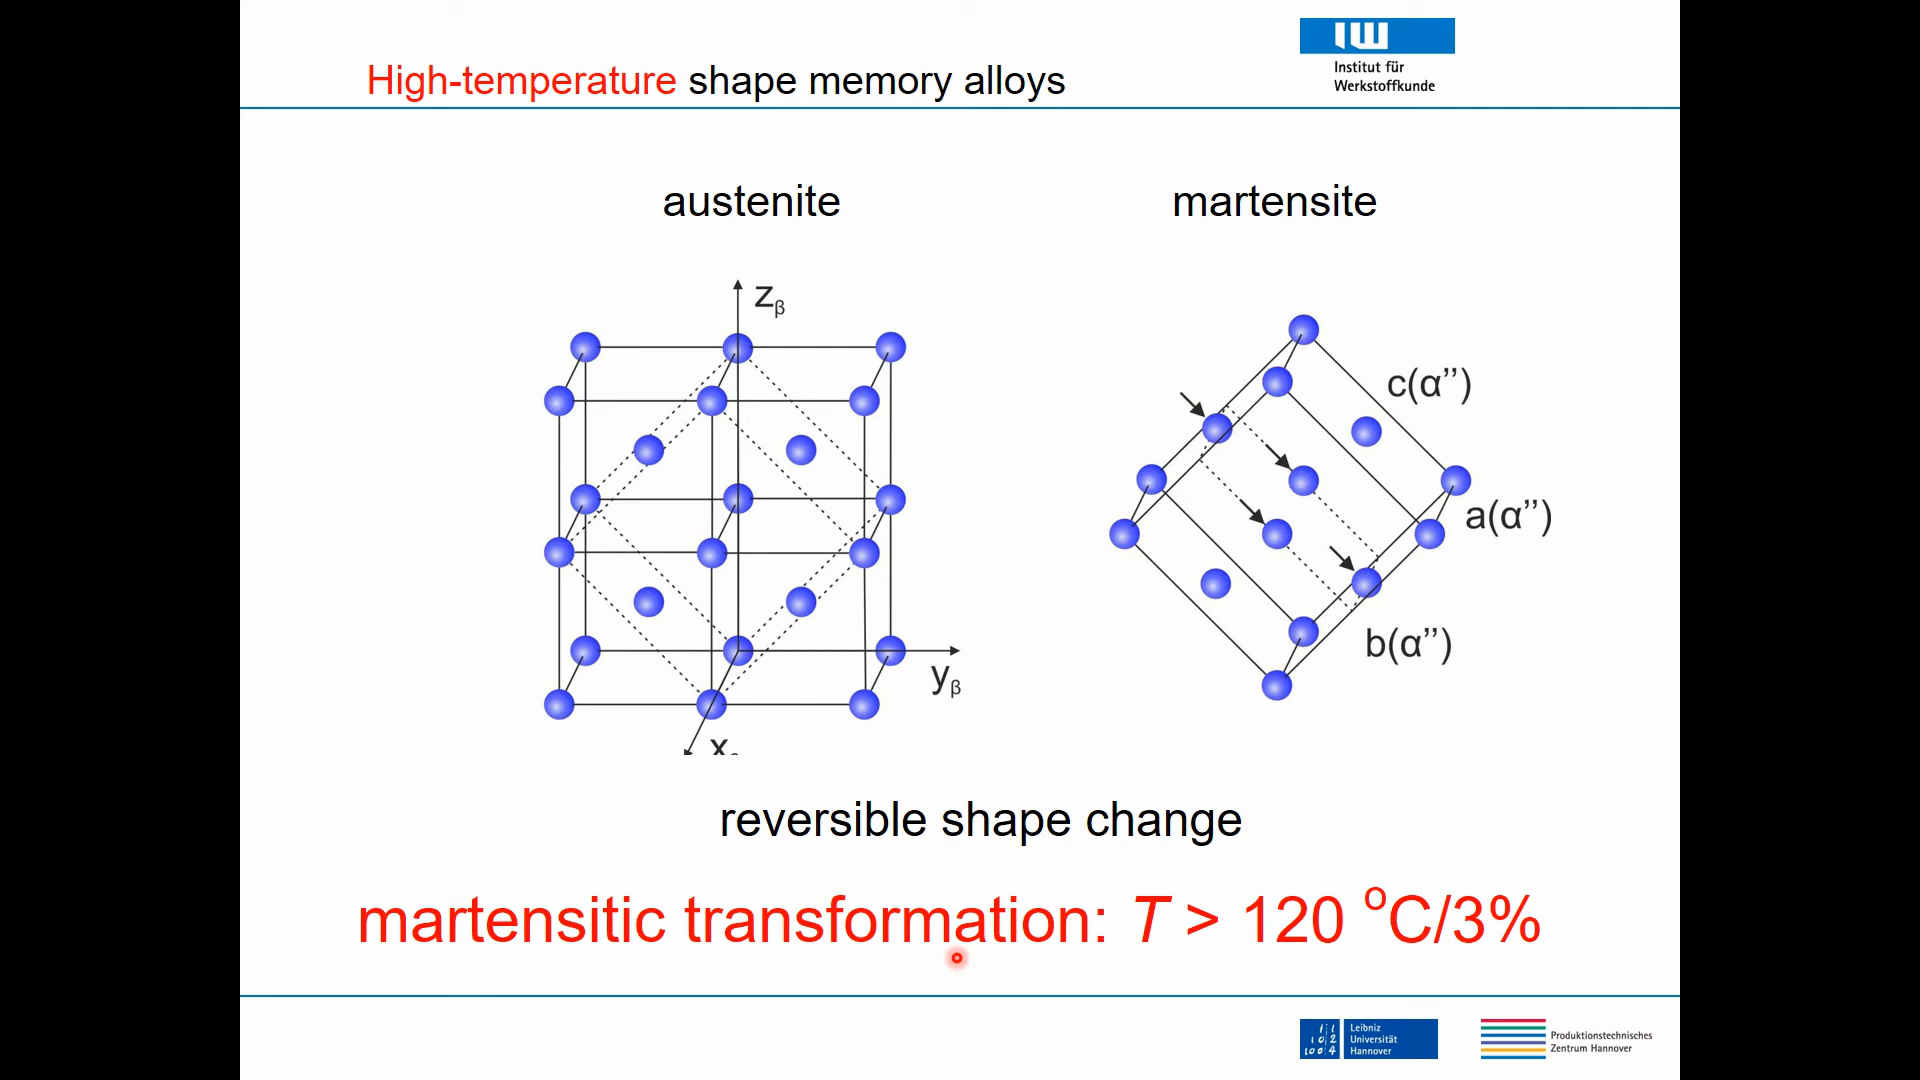 High-temperature shape memory alloys
IW
Institut für
Werkstoffkunde
austenite
martensite
zβ
yβ
x
c(α’’)
a(α’’)
b(α’’)
reversible shape change
martensitic transformation: T > 120 °C/3%
Leibniz
Universität
Hannover
Produktionstechnisches
Zentrum Hannover